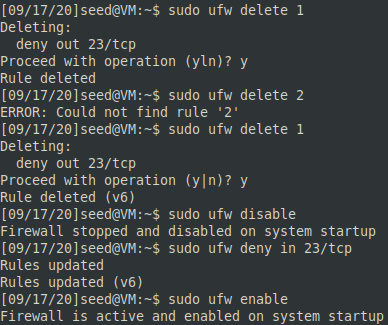 [09/17/20]seed@VM:~$ sudo ufw delete 1
Deleting:
  deny out 23/tcp
Proceed with operation (yln)? y
Rule deleted
[09/17/20]seed@VM:~$ sudo ufw delete 2
ERROR: Could not find rule '2'
[09/17/20]seed@VM:~$ sudo ufw delete 1
Deleting:
  deny out 23/tcp
Proceed with operation (y|n)? y
Rule deleted (v6)
[09/17/20]seed@VM:~$ sudo ufw disable
Firewall stopped and disabled on system startup
[09/17/20]seed@VM:~$ sudo ufw deny in 23/tcp
Rules updated
Rules updated (v6)
[09/17/20]seed@VM:~$ sudo ufw enable
Firewall is active and enabled on system startup